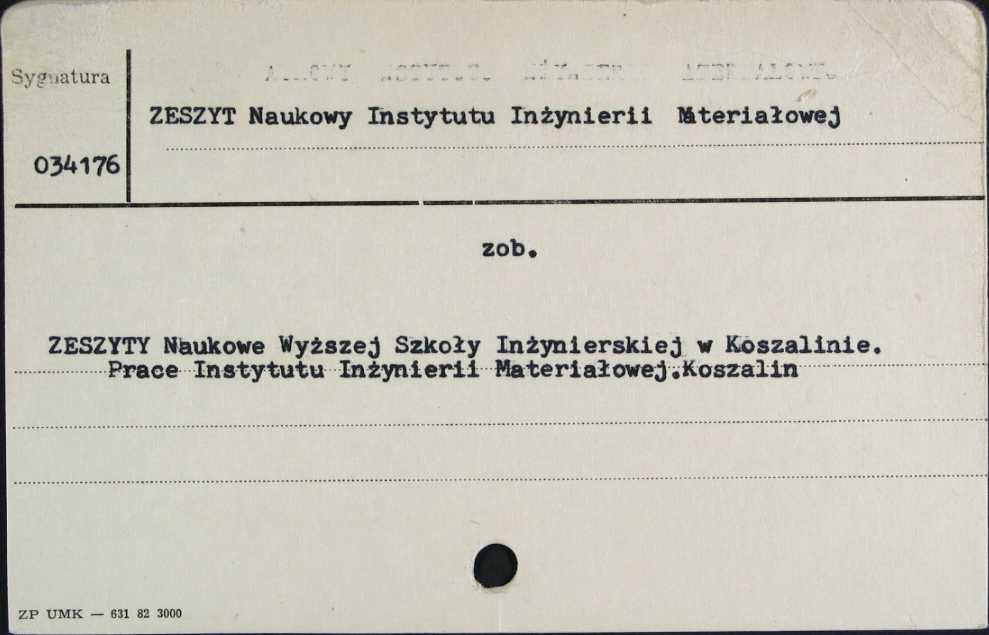 Sygnatura
ZESZYT Naukowy Instytutu Inżynierii Materiałowej
034176
zob.
ZESZYTY Naukowe Wyższej Szkoły Inżynierskiej w Koszalinie.
Prace Instytutu Inżynierii Materiałowej.Koszalin
ZP UMK — 631 82 3000